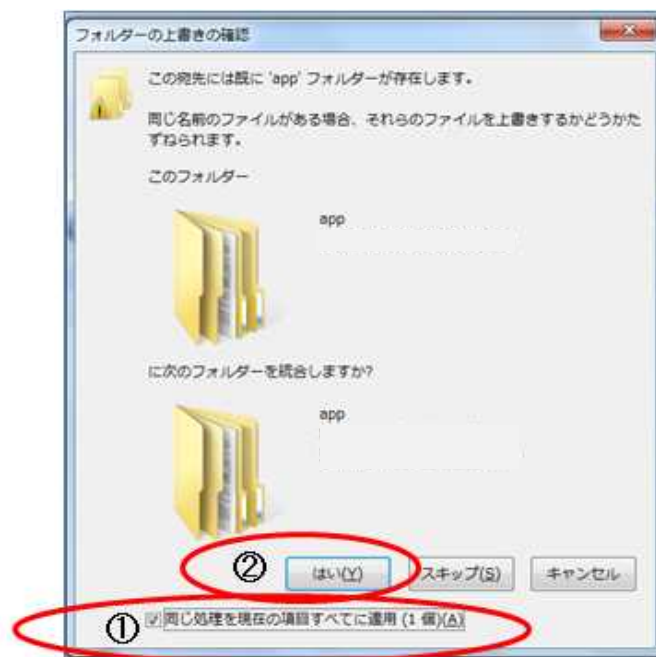 フォルダーの上書きの確認
この宛先には既に 'app' フォルダーが存在します。
同じ名前のファイルがある場合、それらのファイルを上書きするかどうかた
ずねられます。
このフォルダー
app
に次のフォルダーを統合しますか?
app
② はい(Y) スキップ(S) キャンセル
① 同じ処理を現在の項目すべてに適用 (1 個)(A)